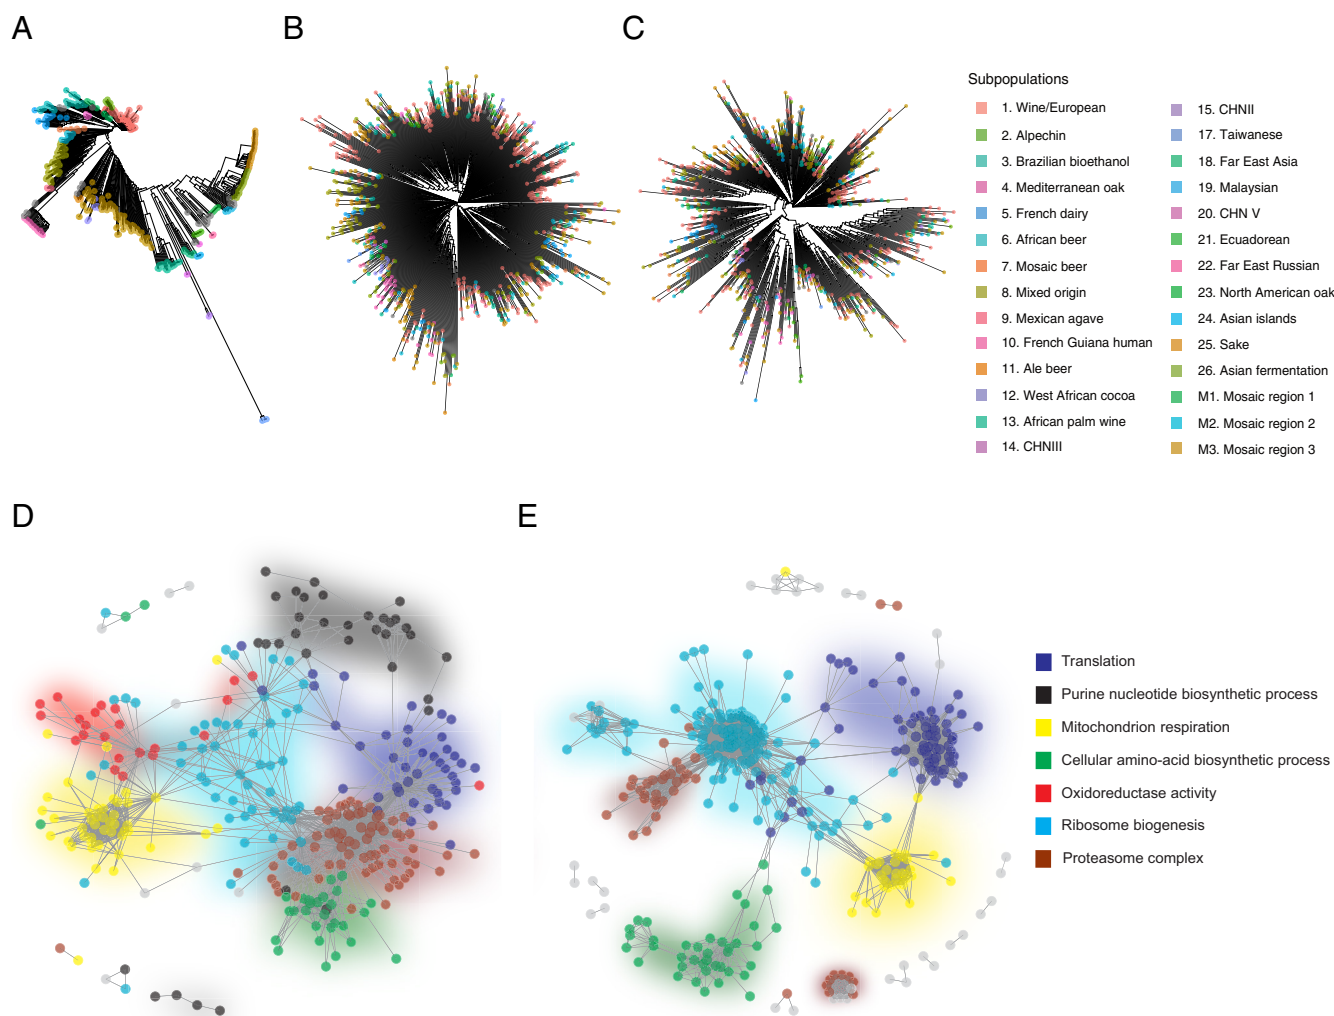 A
B
C
Subpopulations
1. Wine/European
2. Alpechin
3. Brazilian bioethanol
4. Mediterranean oak
5. French dairy
6. African beer
7. Mosaic beer
8. Mixed origin
9. Mexican agave
10. French Guiana human
11. Ale beer
12. West African cocoa
13. African palm wine
14. CHNIII
15. CHNII
17. Taiwanese
18. Far East Asia
19. Malaysian
20. CHN V
21. Ecuadorean
22. Far East Russian
23. North American oak
24. Asian islands
25. Sake
26. Asian fermentation
M1. Mosaic region 1
M2. Mosaic region 2
M3. Mosaic region 3
D
E
Translation
Purine nucleotide biosynthetic process
Mitochondrion respiration
Cellular amino-acid biosynthetic process
Oxidoreductase activity
Ribosome biogenesis
Proteasome complex